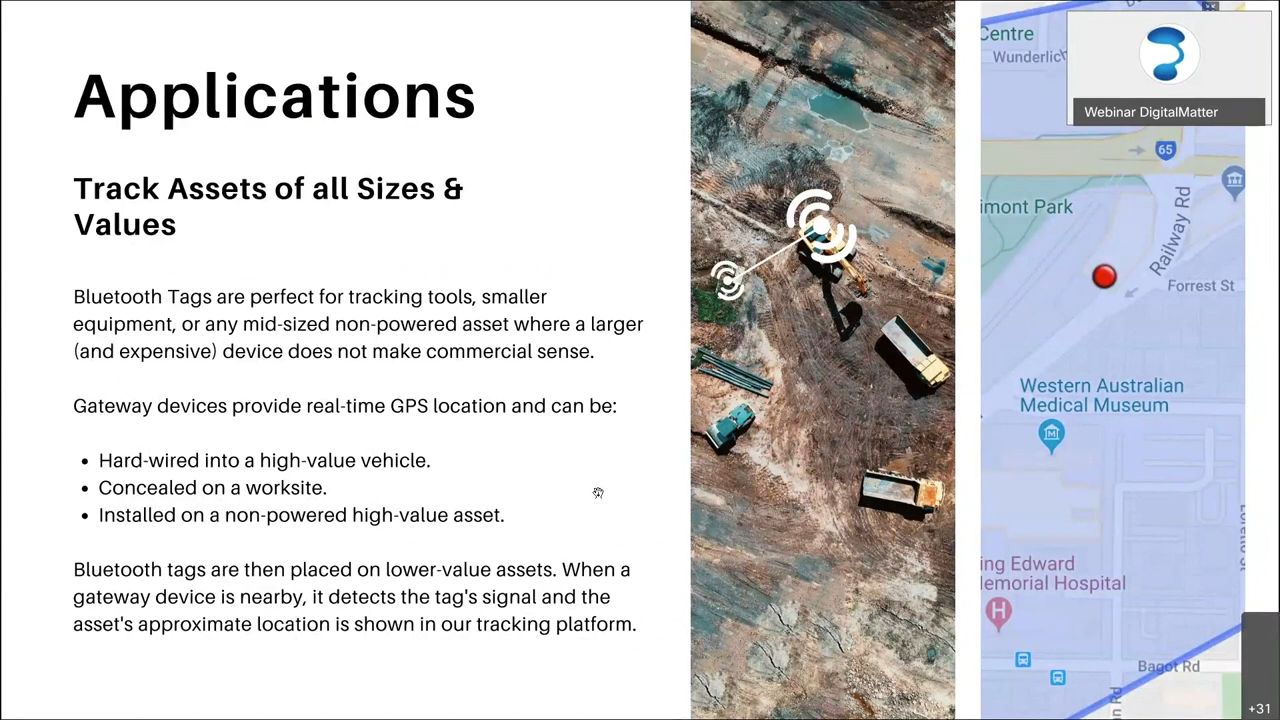 Applications
Track Assets of all Sizes &
Values
Bluetooth Tags are perfect for tracking tools, smaller
equipment, or any mid-sized non-powered asset where a larger
(and expensive) device does not make commercial sense.
Gateway devices provide real-time GPS location and can be:
• Hard-wired into a high-value vehicle.
• Concealed on a worksite.
• Installed on a non-powered high-value asset.
Bluetooth tags are then placed on lower-value assets. When a
gateway device is nearby, it detects the tag's signal and the
asset's approximate location is shown in our tracking platform.
Centre
Webinar DigitalMatter
65
imont Park
Railway Rd
Forrest St
Western Australian
Medical Museum
M
ing Edward
emorial Hospital
H
Bagot Rd
+31